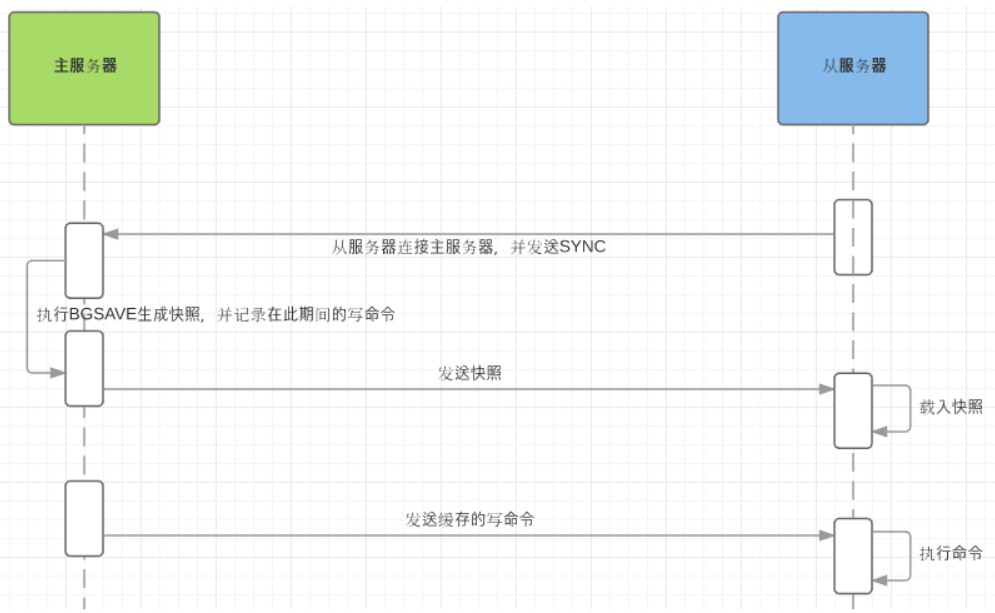 主服务器
从服务器
从服务器连接主服务器，并发送SYNC
执行BGSAVE生成快照，并记录在此期间的写命令
发送快照
载入快照
发送缓存的写命令
执行命令